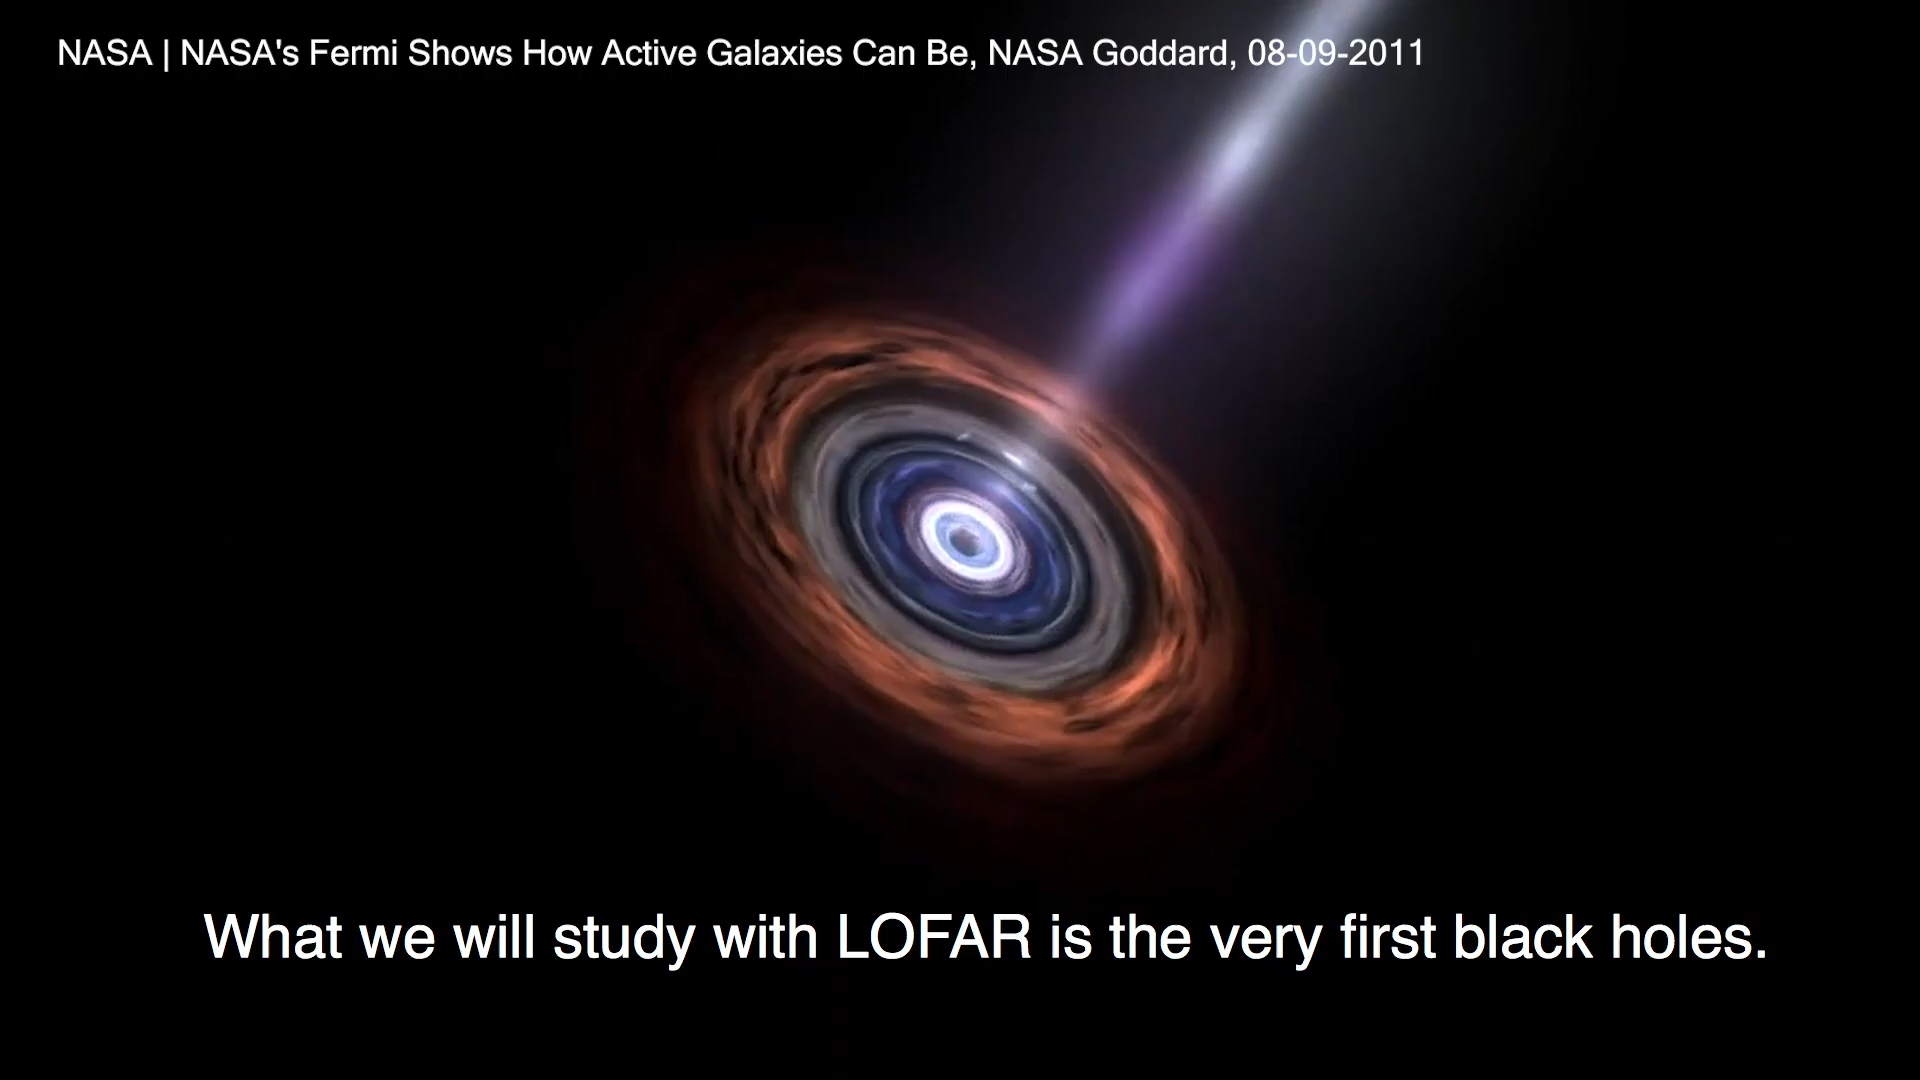 NASA | NASA's Fermi Shows How Active Galaxies Can Be, NASA Goddard, 08-09-2011
What we will study with LOFAR is the very first black holes.